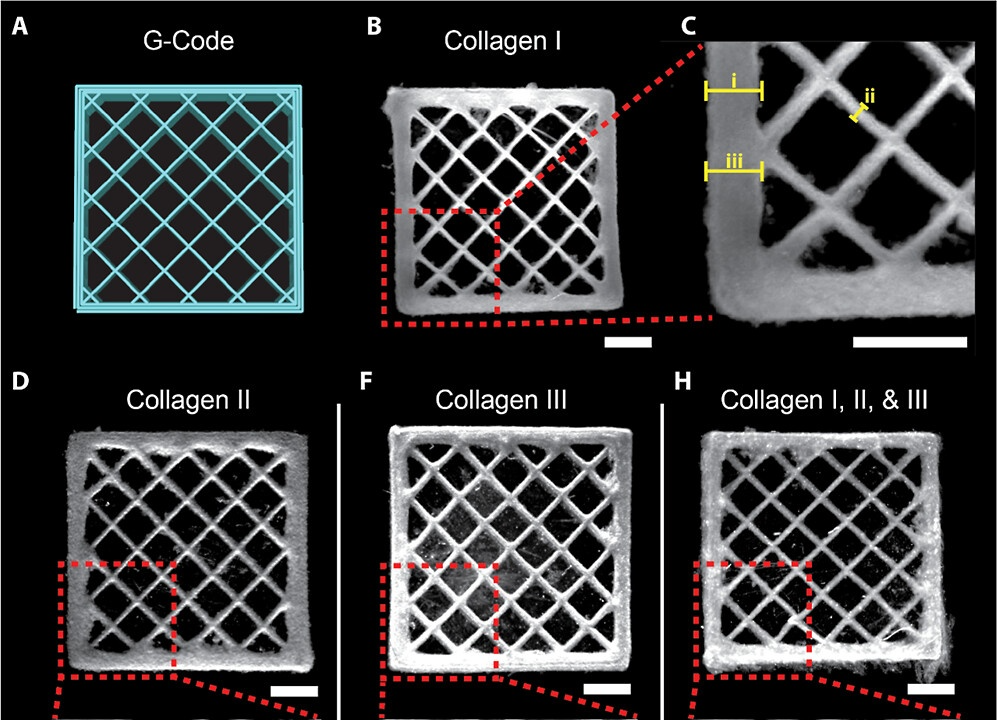 A
G-Code
B
Collagen I
C
i
ii
iii
D
Collagen II
F
Collagen III
H
Collagen I, II, & III